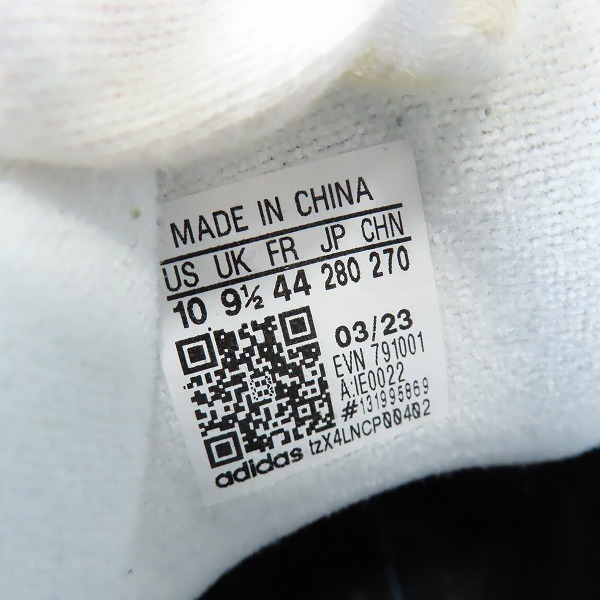 MADE IN CHINA
US UK FR JP CHN
10 9½ 44 280 270
03/23
EVN 791001
A:IE0022
#131995869
adidas tzX4LNCP00402